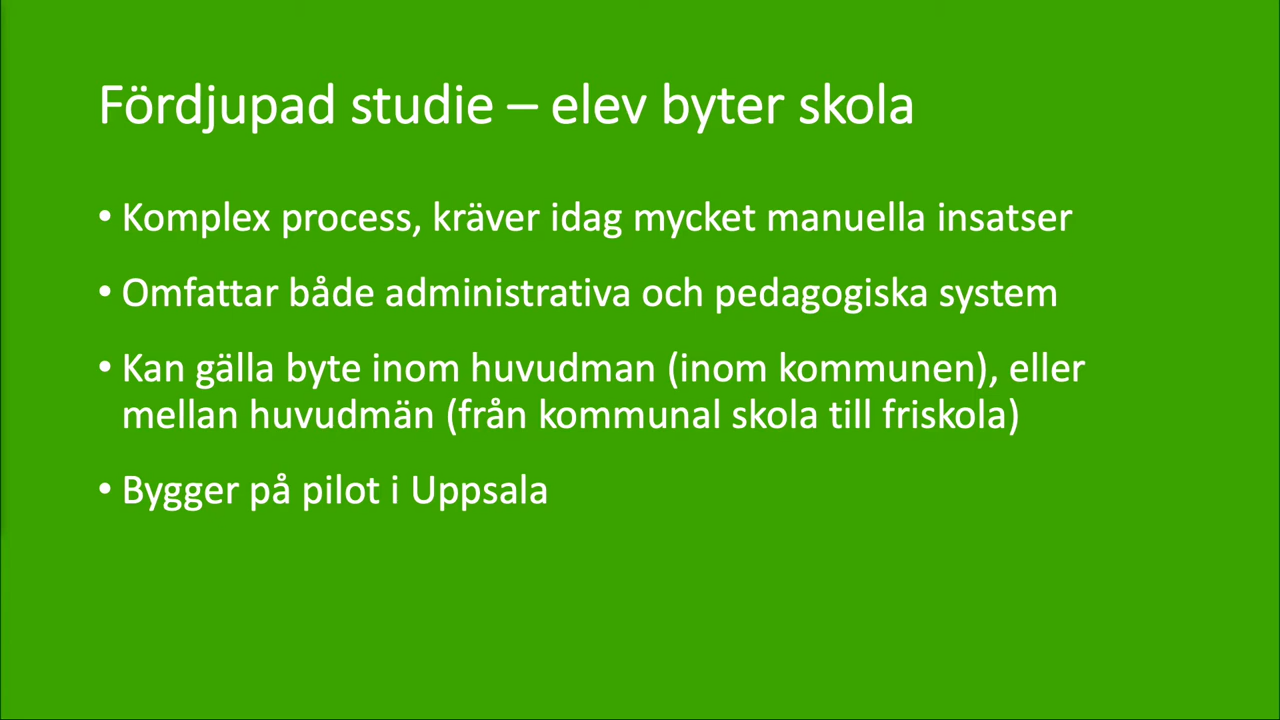 Fördjupad studie – elev byter skola
• Komplex process, kräver idag mycket manuella insatser
• Omfattar både administrativa och pedagogiska system
• Kan gälla byte inom huvudman (inom kommunen), eller
mellan huvudmän (från kommunal skola till friskola)
• Bygger på pilot i Uppsala